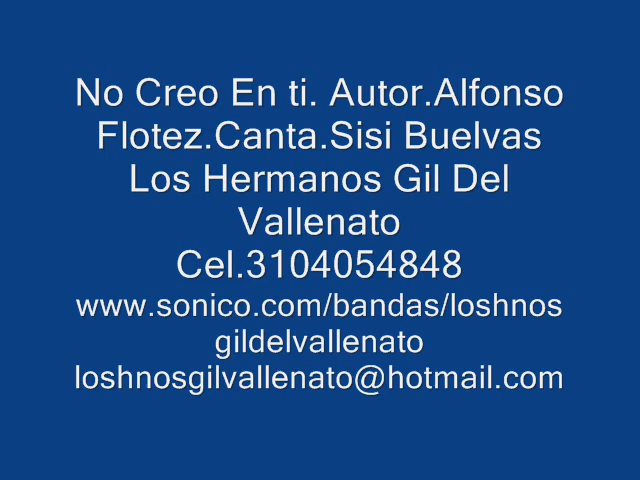 No Creo En ti. Autor.Alfonso
Flotez.Canta.Sisi Buelvas
Los Hermanos Gil Del
Vallenato
Cel.3104054848
www.sonico.com/bandas/loshnos
gildelvallenato
loshnosgilvallenato@hotmail.com